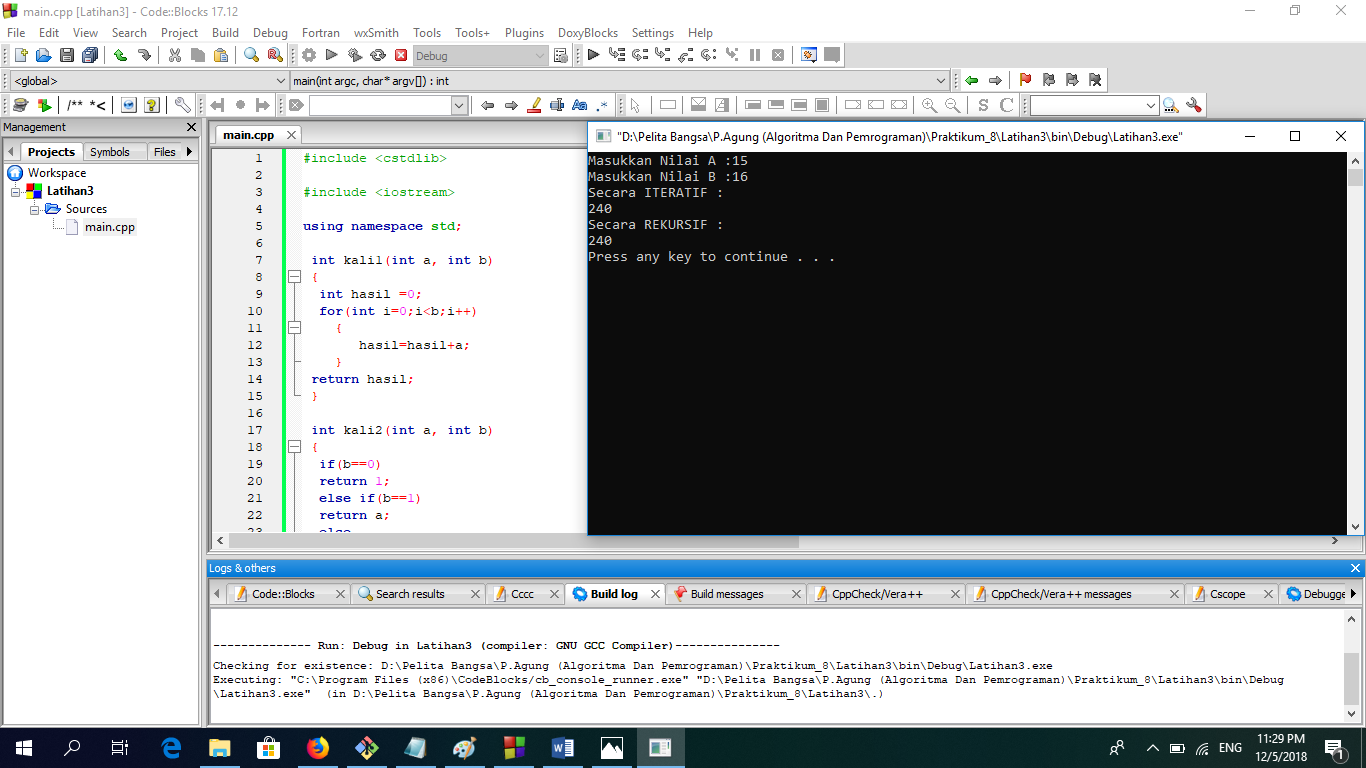 main.cpp [Latihan3] - Code::Blocks 17.12
File Edit View Search Project Build Debug Fortran wxSmith Tools Tools+ Plugins DoxyBlocks Settings Help
Debug
<global> main(int argc, char* argv[]) : int
/** *< Aa .* S C
Management
Projects Symbols Files
Workspace
Latihan3
Sources
main.cpp
main.cpp
1 #include <cstdlib>
2
3 #include <iostream>
4
5 using namespace std;
6
7 int kali1(int a, int b)
8 {
9 int hasil =0;
10 for(int i=0;i<b;i++)
11 {
12 hasil=hasil+a;
13 }
14 return hasil;
15 }
16
17 int kali2(int a, int b)
18 {
19 if(b==0)
20 return 1;
21 else if(b==1)
22 return a;
23 else
"D:\Pelita Bangsa\P.Agung (Algoritma Dan Pemrograman)\Praktikum_8\Latihan3\bin\Debug\Latihan3.exe"
Masukkan Nilai A :15
Masukkan Nilai B :16
Secara ITERATIF :
240
Secara REKURSIF :
240
Press any key to continue . . .
Logs & others
Code::Blocks Search results Cccc Build log Build messages CppCheck/Vera++ CppCheck/Vera++ messages Cscope Debugge
-------------- Run: Debug in Latihan3 (compiler: GNU GCC Compiler)---------------
Checking for existence: D:\Pelita Bangsa\P.Agung (Algoritma Dan Pemrograman)\Praktikum_8\Latihan3\bin\Debug\Latihan3.exe
Executing: "C:\Program Files (x86)\CodeBlocks/cb_console_runner.exe" "D:\Pelita Bangsa\P.Agung (Algoritma Dan Pemrograman)\Praktikum_8\Latihan3\bin\Debug
\Latihan3.exe" (in D:\Pelita Bangsa\P.Agung (Algoritma Dan Pemrograman)\Praktikum_8\Latihan3\.)
ENG
11:29 PM
12/5/2018
1